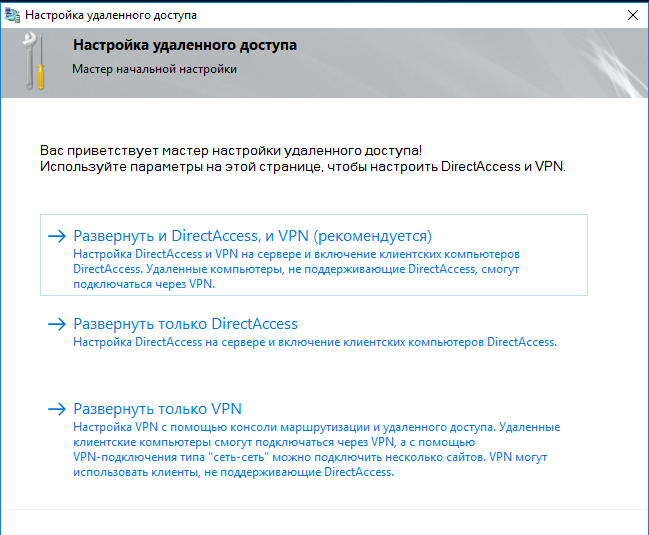 Настройка удаленного доступа
Настройка удаленного доступа
Мастер начальной настройки
Вас приветствует мастер настройки удаленного доступа!
Используйте параметры на этой странице, чтобы настроить DirectAccess и VPN.
Развернуть и DirectAccess, и VPN (рекомендуется)
Настройка DirectAccess и VPN на сервере и включение клиентских компьютеров
DirectAccess. Удаленные компьютеры, не поддерживающие DirectAccess, смогут
подключаться через VPN.
Развернуть только DirectAccess
Настройка DirectAccess на сервере и включение клиентских компьютеров DirectAccess.
Развернуть только VPN
Настройка VPN с помощью консоли маршрутизации и удаленного доступа. Удаленные
клиентские компьютеры смогут подключаться через VPN, а с помощью
VPN-подключения типа "сеть-сеть" можно подключить несколько сайтов. VPN могут
использовать клиенты, не поддерживающие DirectAccess.